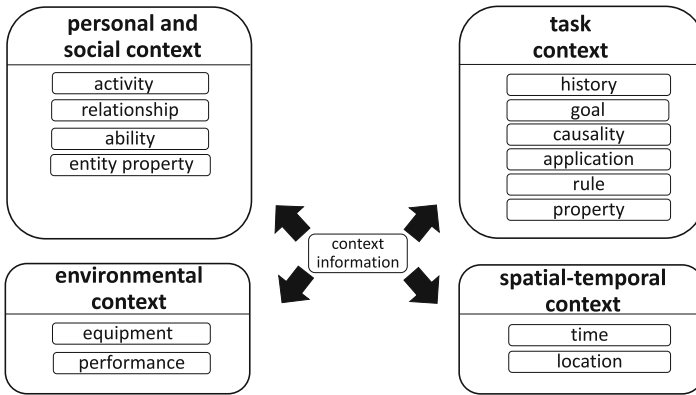 personal and
social context
activity
relationship
ability
entity property
task
context
history
goal
causality
application
rule
property
context
information
environmental
context
equipment
performance
spatial-temporal
context
time
location